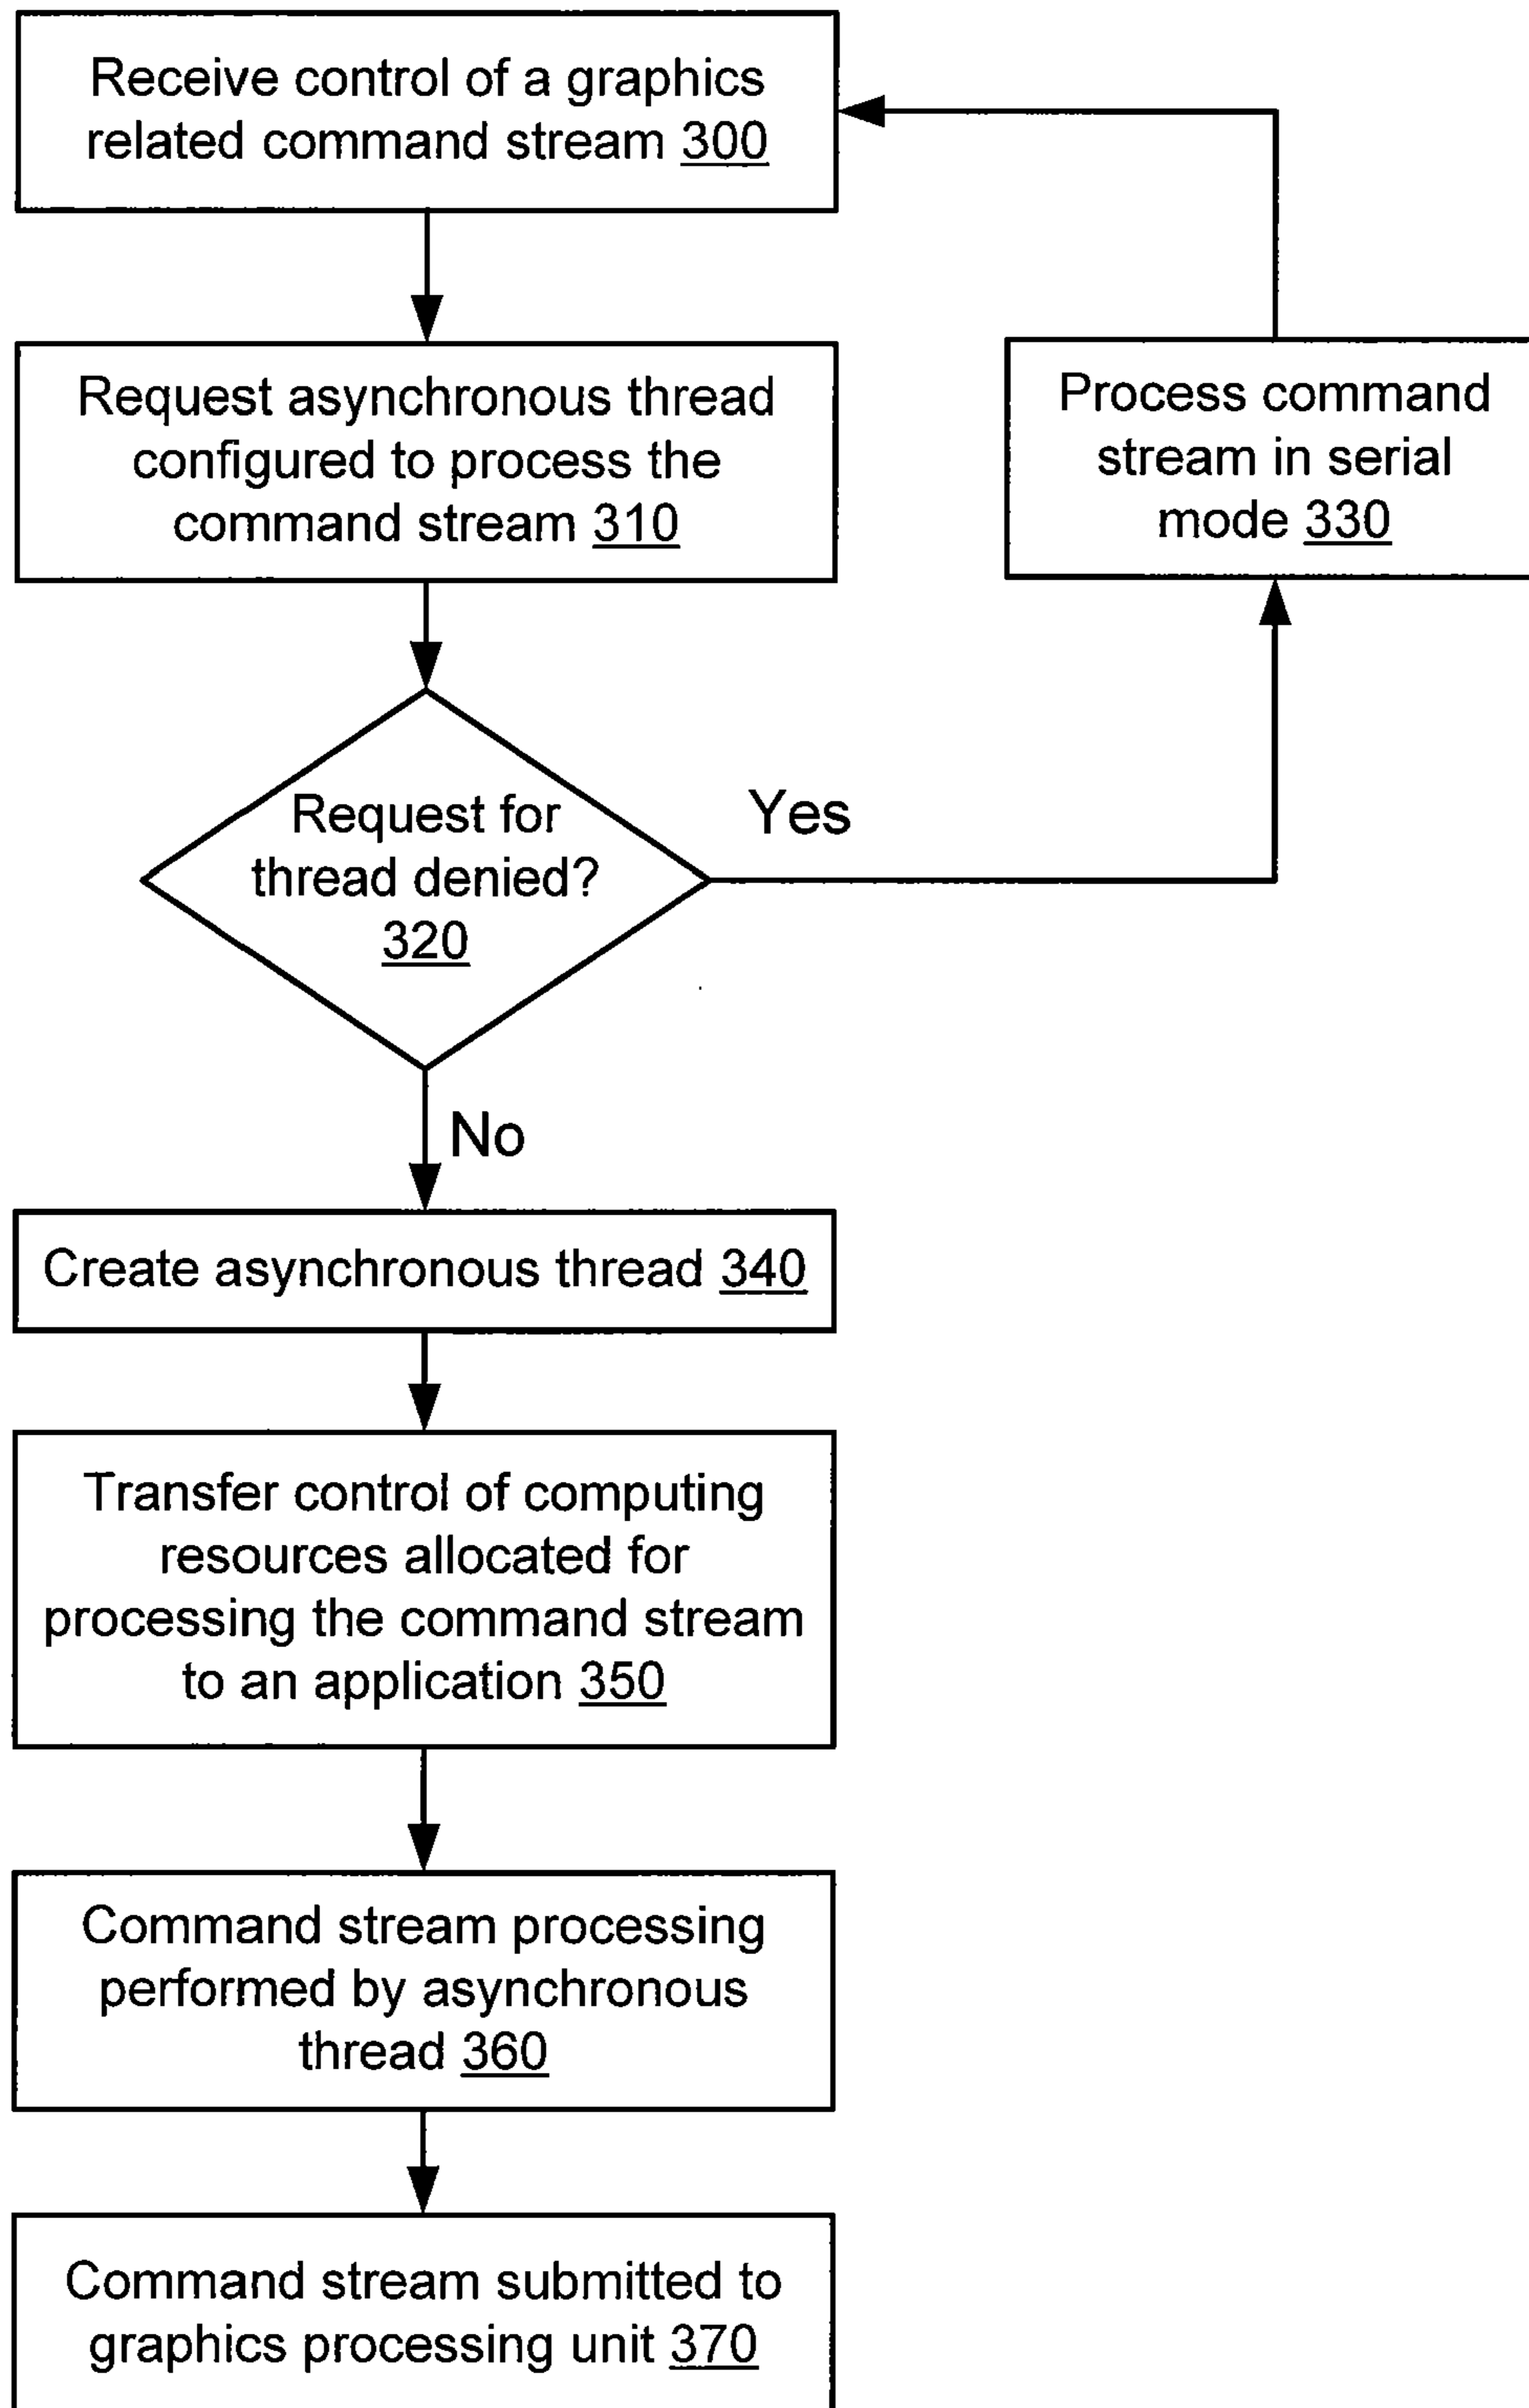 Receive control of a graphics
related command stream 300
Request asynchronous thread
configured to process the
command stream 310
Process command
stream in serial
mode 330
Request for
thread denied?
320
Yes
No
Create asynchronous thread 340
Transfer control of computing
resources allocated for
processing the command stream
to an application 350
Command stream processing
performed by asynchronous
thread 360
Command stream submitted to
graphics processing unit 370